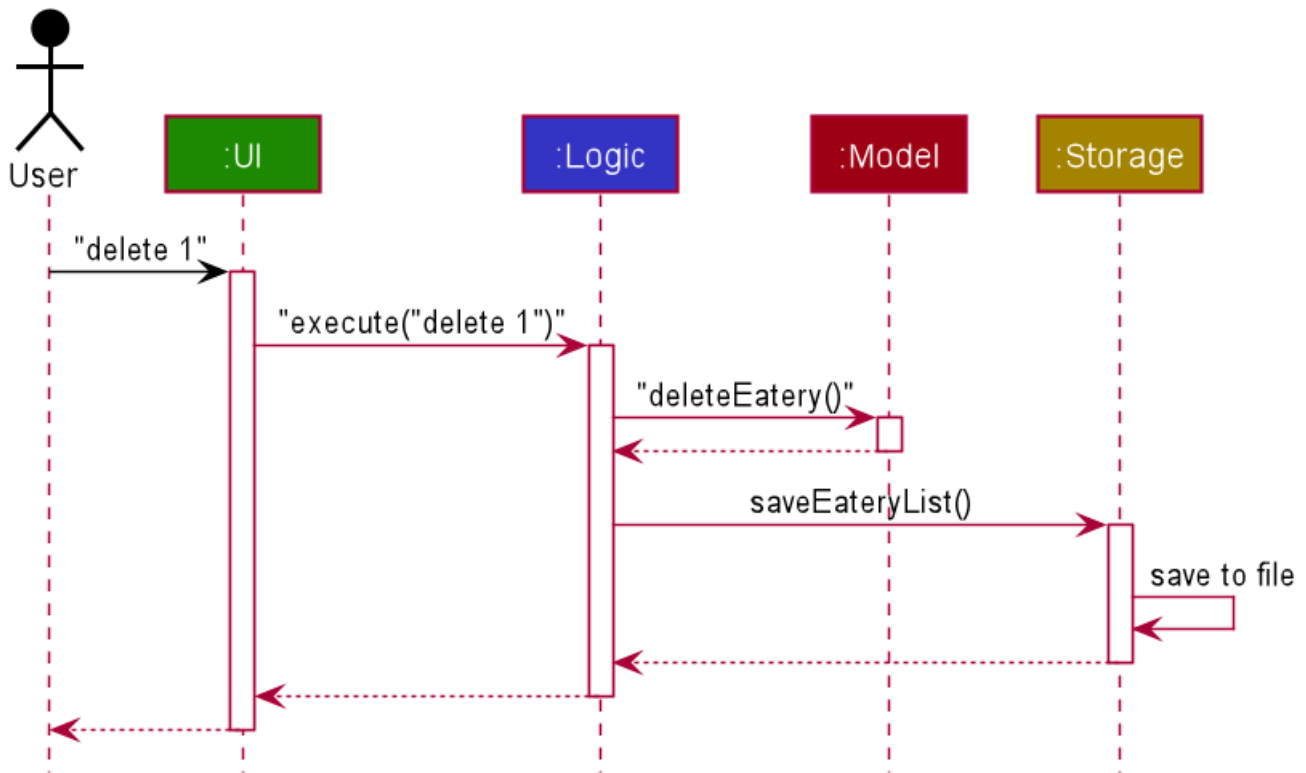 User
:UI
:Logic
:Model
:Storage
"delete 1"
"execute("delete 1")"
"deleteEatery()"
saveEateryList()
save to file